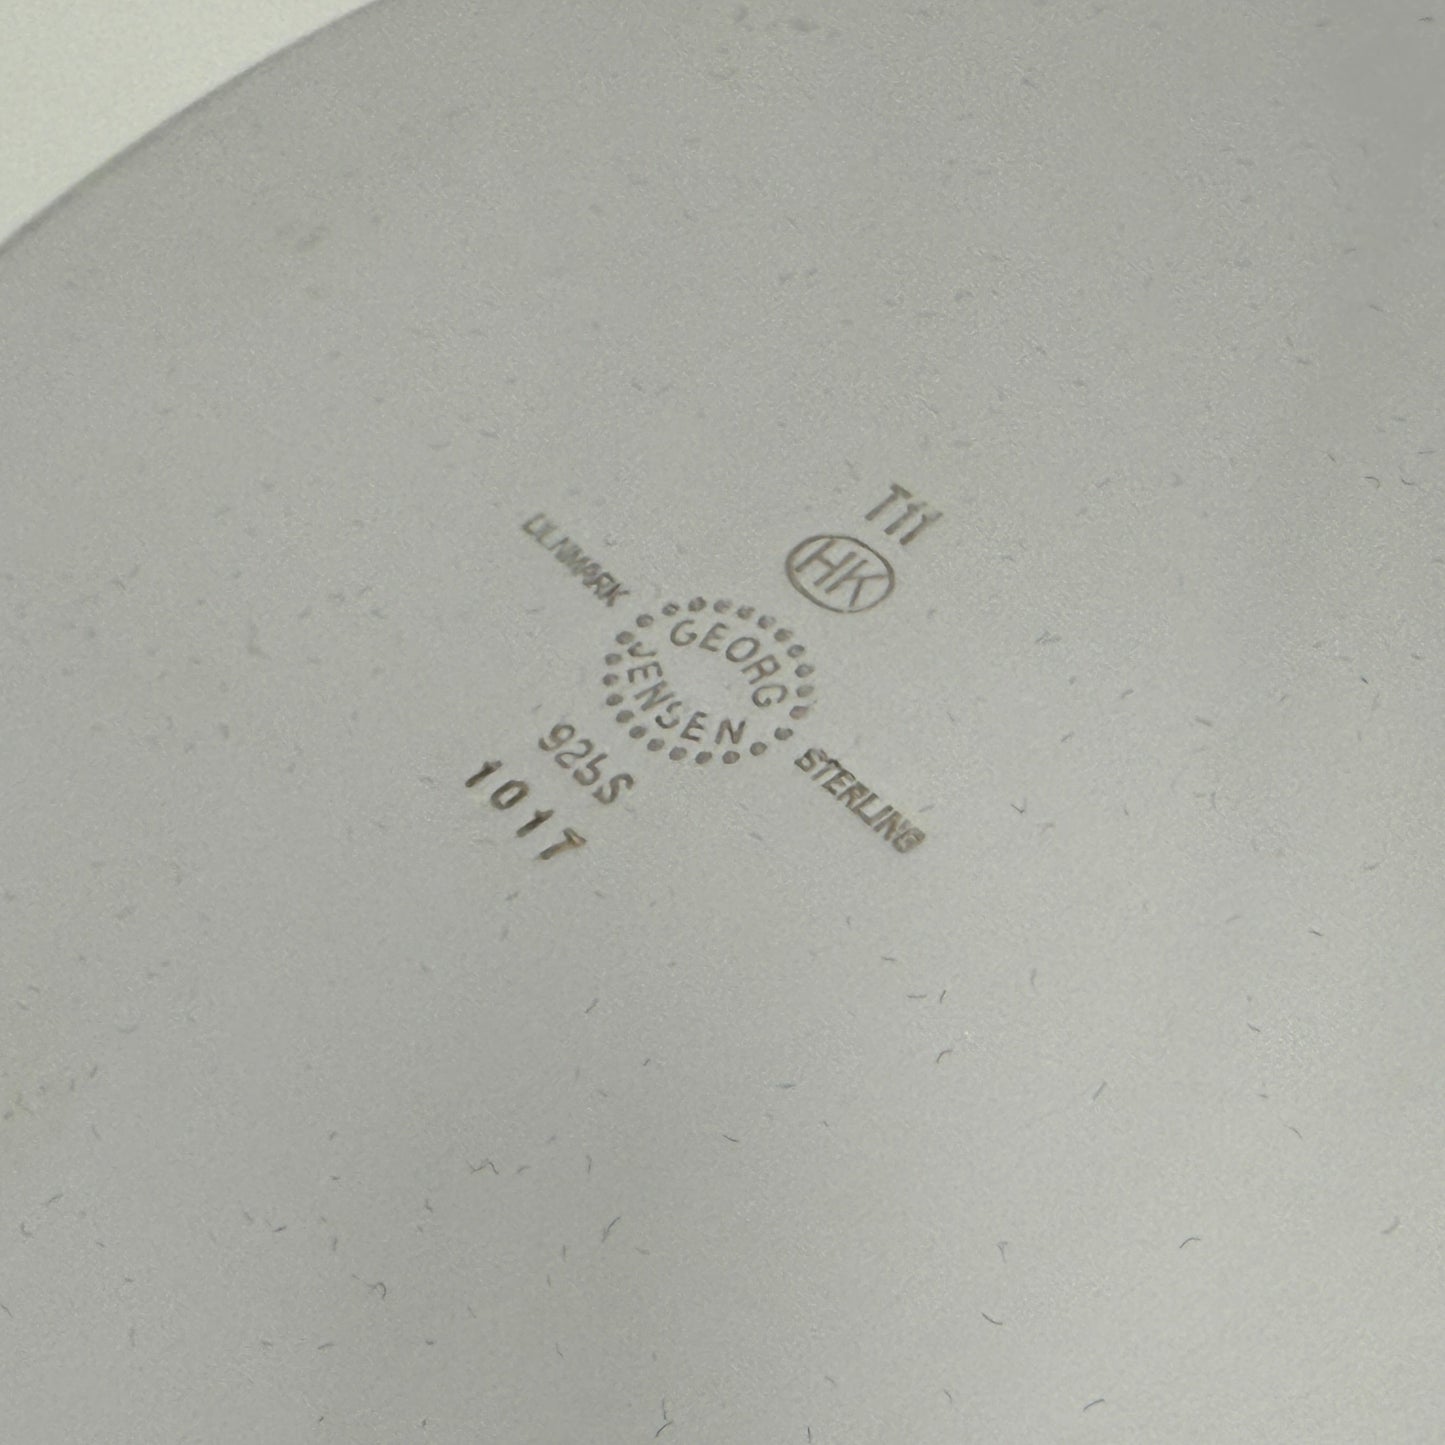 T11
HK
DENMARK
GEORG
JENSEN
STERLING
925S
1017